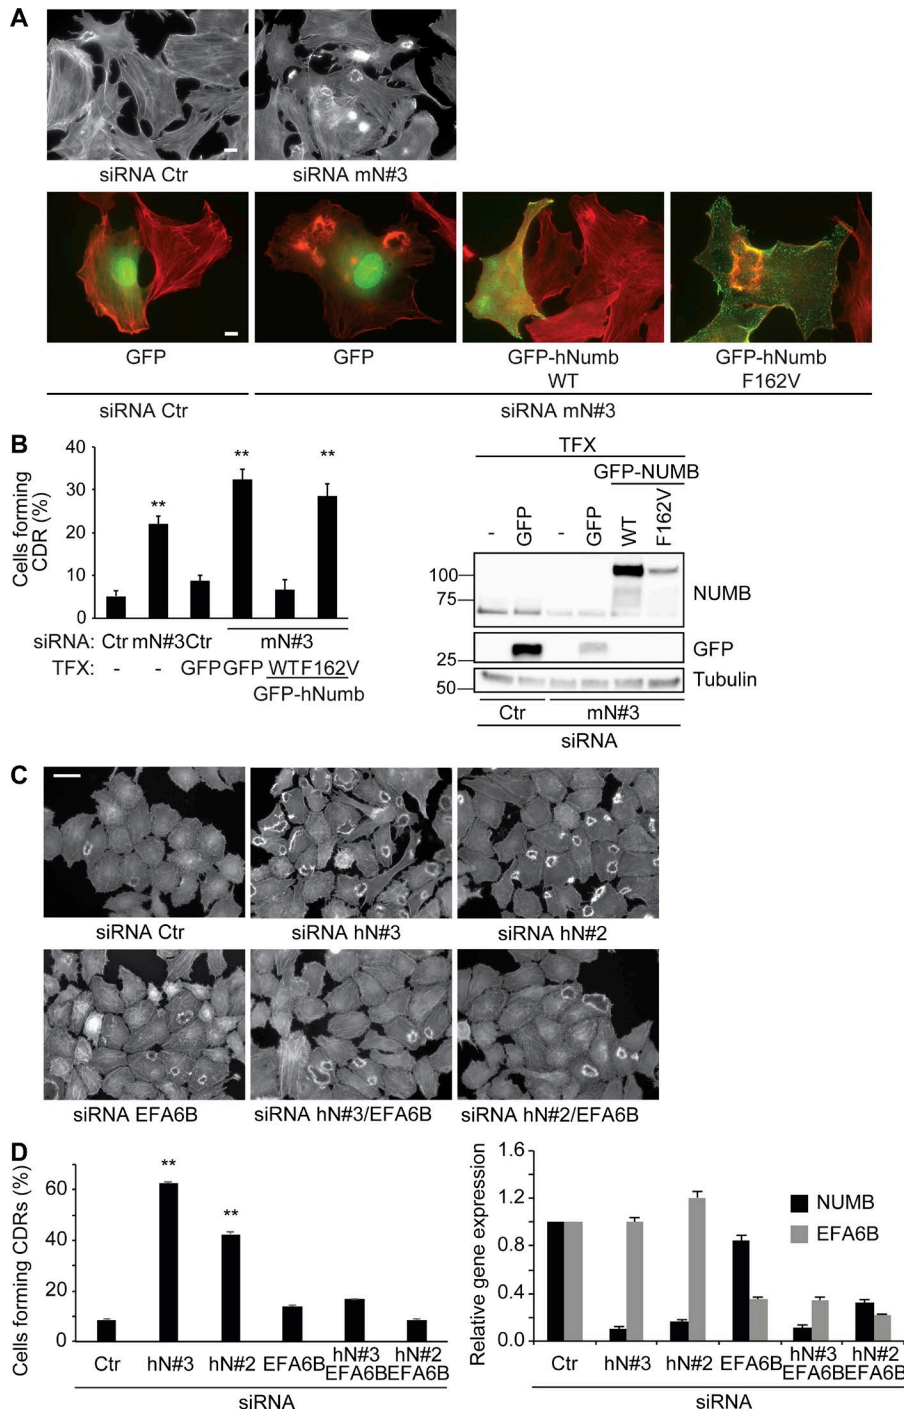 A
siRNA Ctr
siRNA mN#3
GFP
GFP
GFP-hNumb
WT
GFP-hNumb
F162V
siRNA Ctr
siRNA mN#3
B
Cells forming
CDR (%)
40
30
20
10
0
**
**
**
siRNA: Ctr mN#3 Ctr mN#3
TFX: - - GFP GFP WT F162V
GFP-hNumb
TFX
GFP-NUMB
- GFP - GFP WT F162V
100
75
NUMB
25
GFP
50
Tubulin
Ctr mN#3
siRNA
C
siRNA Ctr
siRNA hN#3
siRNA hN#2
siRNA EFA6B
siRNA hN#3/EFA6B
siRNA hN#2/EFA6B
D
Cells forming CDRs (%)
60
40
20
0
**
**
Ctr hN#3 hN#2 EFA6B hN#3 hN#2
EFA6B EFA6B
siRNA
Relative gene expression
1.6
1.2
0.8
0.4
0.0
NUMB
EFA6B
Ctr hN#3 hN#2 EFA6B hN#3 hN#2
EFA6B EFA6B
siRNA